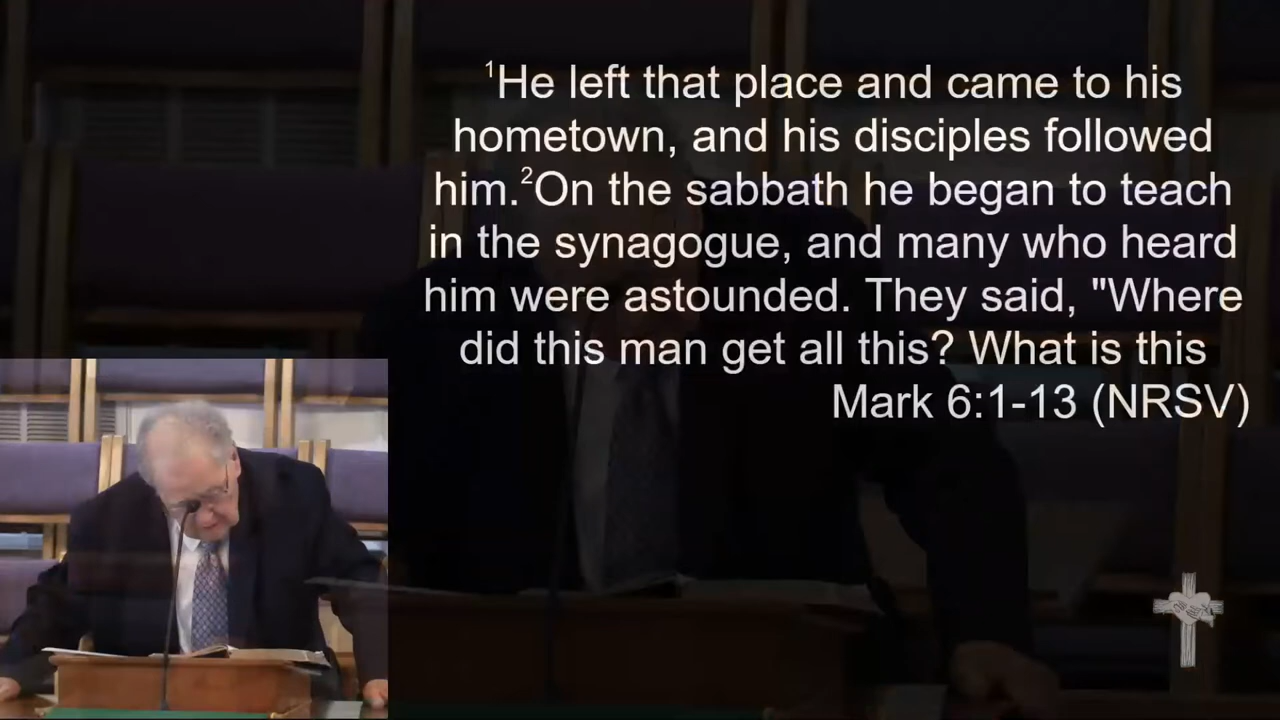 ¹He left that place and came to his
hometown, and his disciples followed
him.²On the sabbath he began to teach
in the synagogue, and many who heard
him were astounded. They said, "Where
did this man get all this? What is this
Mark 6:1-13 (NRSV)